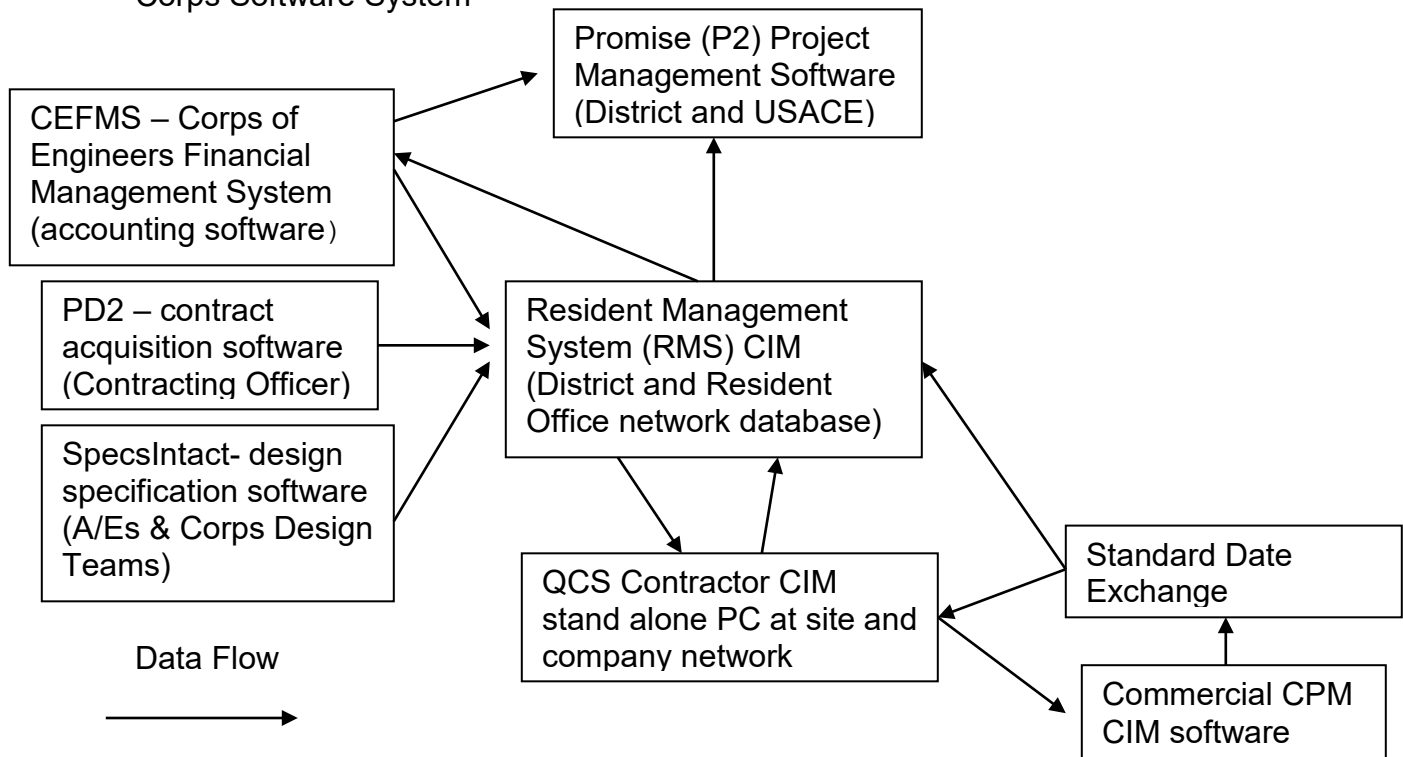 Corps Software System
Promise (P2) Project
Management Software
(District and USACE)
CEFMS – Corps of
Engineers Financial
Management System
(accounting software）
PD2 – contract
acquisition software
(Contracting Officer)
Resident Management
System (RMS) CIM
(District and Resident
Office network database)
SpecsIntact- design
specification software
(A/Es & Corps Design
Teams)
Standard Date
Exchange
QCS Contractor CIM
stand alone PC at site and
company network
Data Flow
Commercial CPM
CIM software